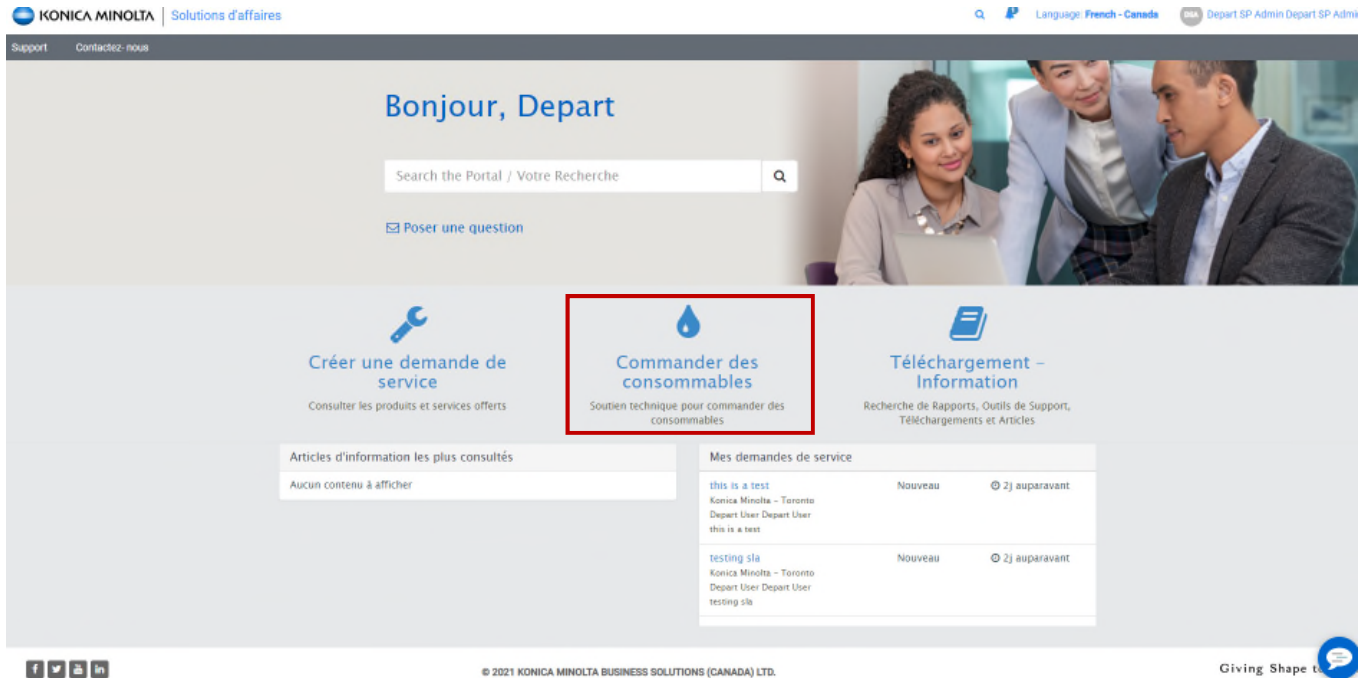 KONICA MINOLTA Solutions d'affaires
Language: French - Canada
DSA Depart SP Admin Depart SP Admi
Support Contactez-nous
Bonjour, Depart
Search the Portal / Votre Recherche
Poser une question
Créer une demande de
service
Consulter les produits et services offerts
Commander des
consommables
Soutien technique pour commander des
consommables
Téléchargement –
Information
Recherche de Rapports, Outils de Support,
Téléchargements et Articles
Articles d'information les plus consultés
Aucun contenu à afficher
Mes demandes de service
this is a test Nouveau 2j auparavant
Konica Minolta – Toronto
Depart User Depart User
this is a test
testing sla Nouveau 2j auparavant
Konica Minolta – Toronto
Depart User Depart User
testing sla
f in
© 2021 KONICA MINOLTA BUSINESS SOLUTIONS (CANADA) LTD.
Giving Shape t